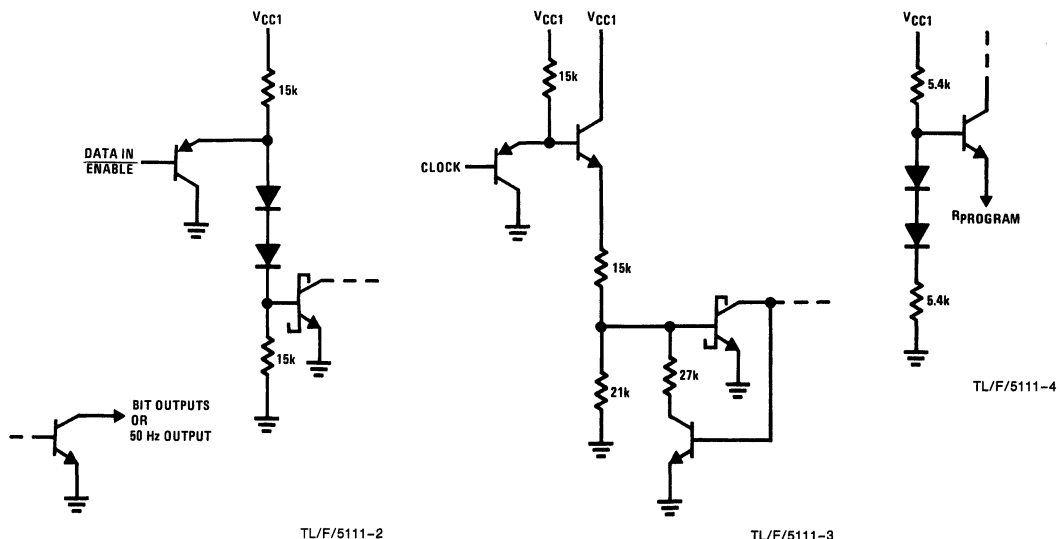 VCC1
15k
DATA IN
ENABLE
15k
BIT OUTPUTS
OR
50 Hz OUTPUT
TL/F/5111-2
VCC1 VCC1
15k
CLOCK
15k
21k
27k
TL/F/5111-3
VCC1
5.4k
RPROGRAM
5.4k
TL/F/5111-4